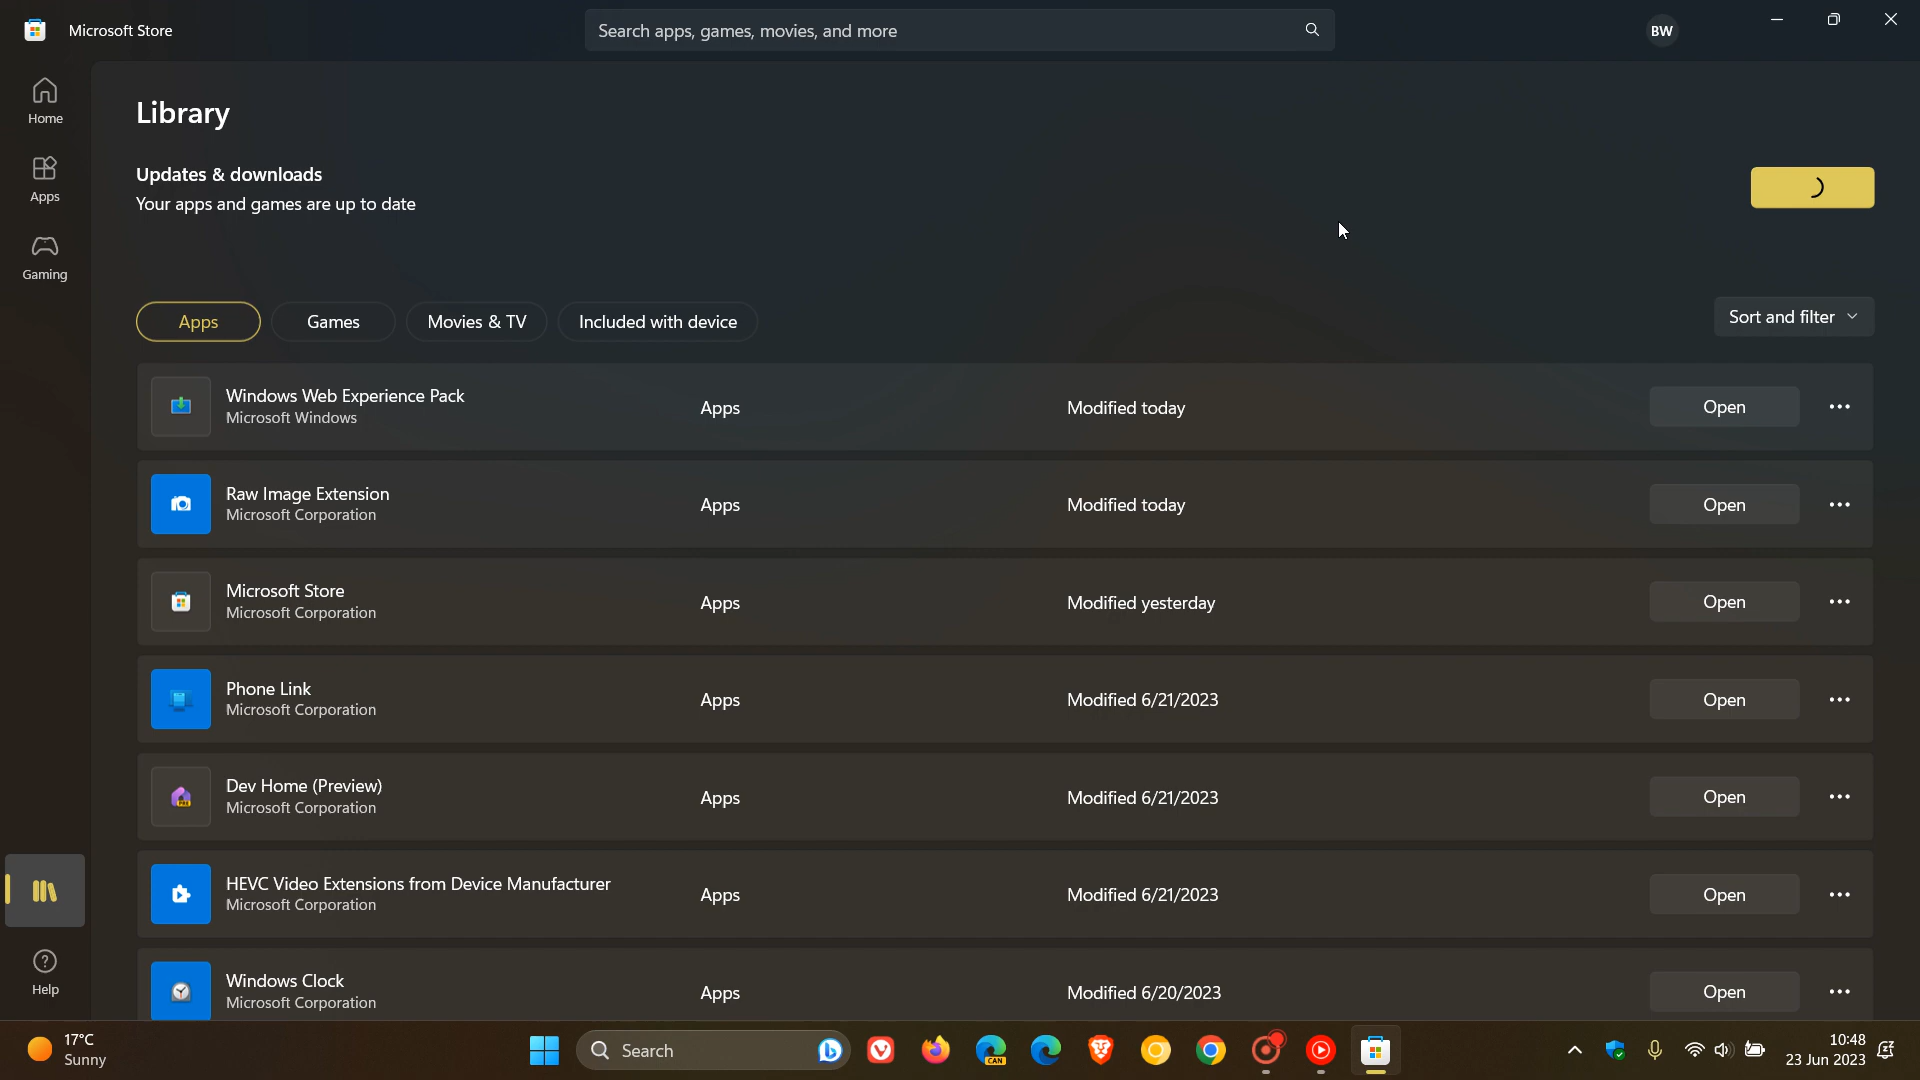 Microsoft Store
Search apps, games, movies, and more
BW
Home
Apps
Gaming
Help
Library
Updates & downloads
Your apps and games are up to date
Apps
Games
Movies & TV
Included with device
Sort and filter
Windows Web Experience Pack
Microsoft Windows
Apps
Modified today
Open
Raw Image Extension
Microsoft Corporation
Apps
Modified today
Open
Microsoft Store
Microsoft Corporation
Apps
Modified yesterday
Open
Phone Link
Microsoft Corporation
Apps
Modified 6/21/2023
Open
Dev Home (Preview)
Microsoft Corporation
Apps
Modified 6/21/2023
Open
HEVC Video Extensions from Device Manufacturer
Microsoft Corporation
Apps
Modified 6/21/2023
Open
Windows Clock
Microsoft Corporation
Apps
Modified 6/20/2023
Open
17°C
Sunny
Search
CAN
10:48
23 Jun 2023